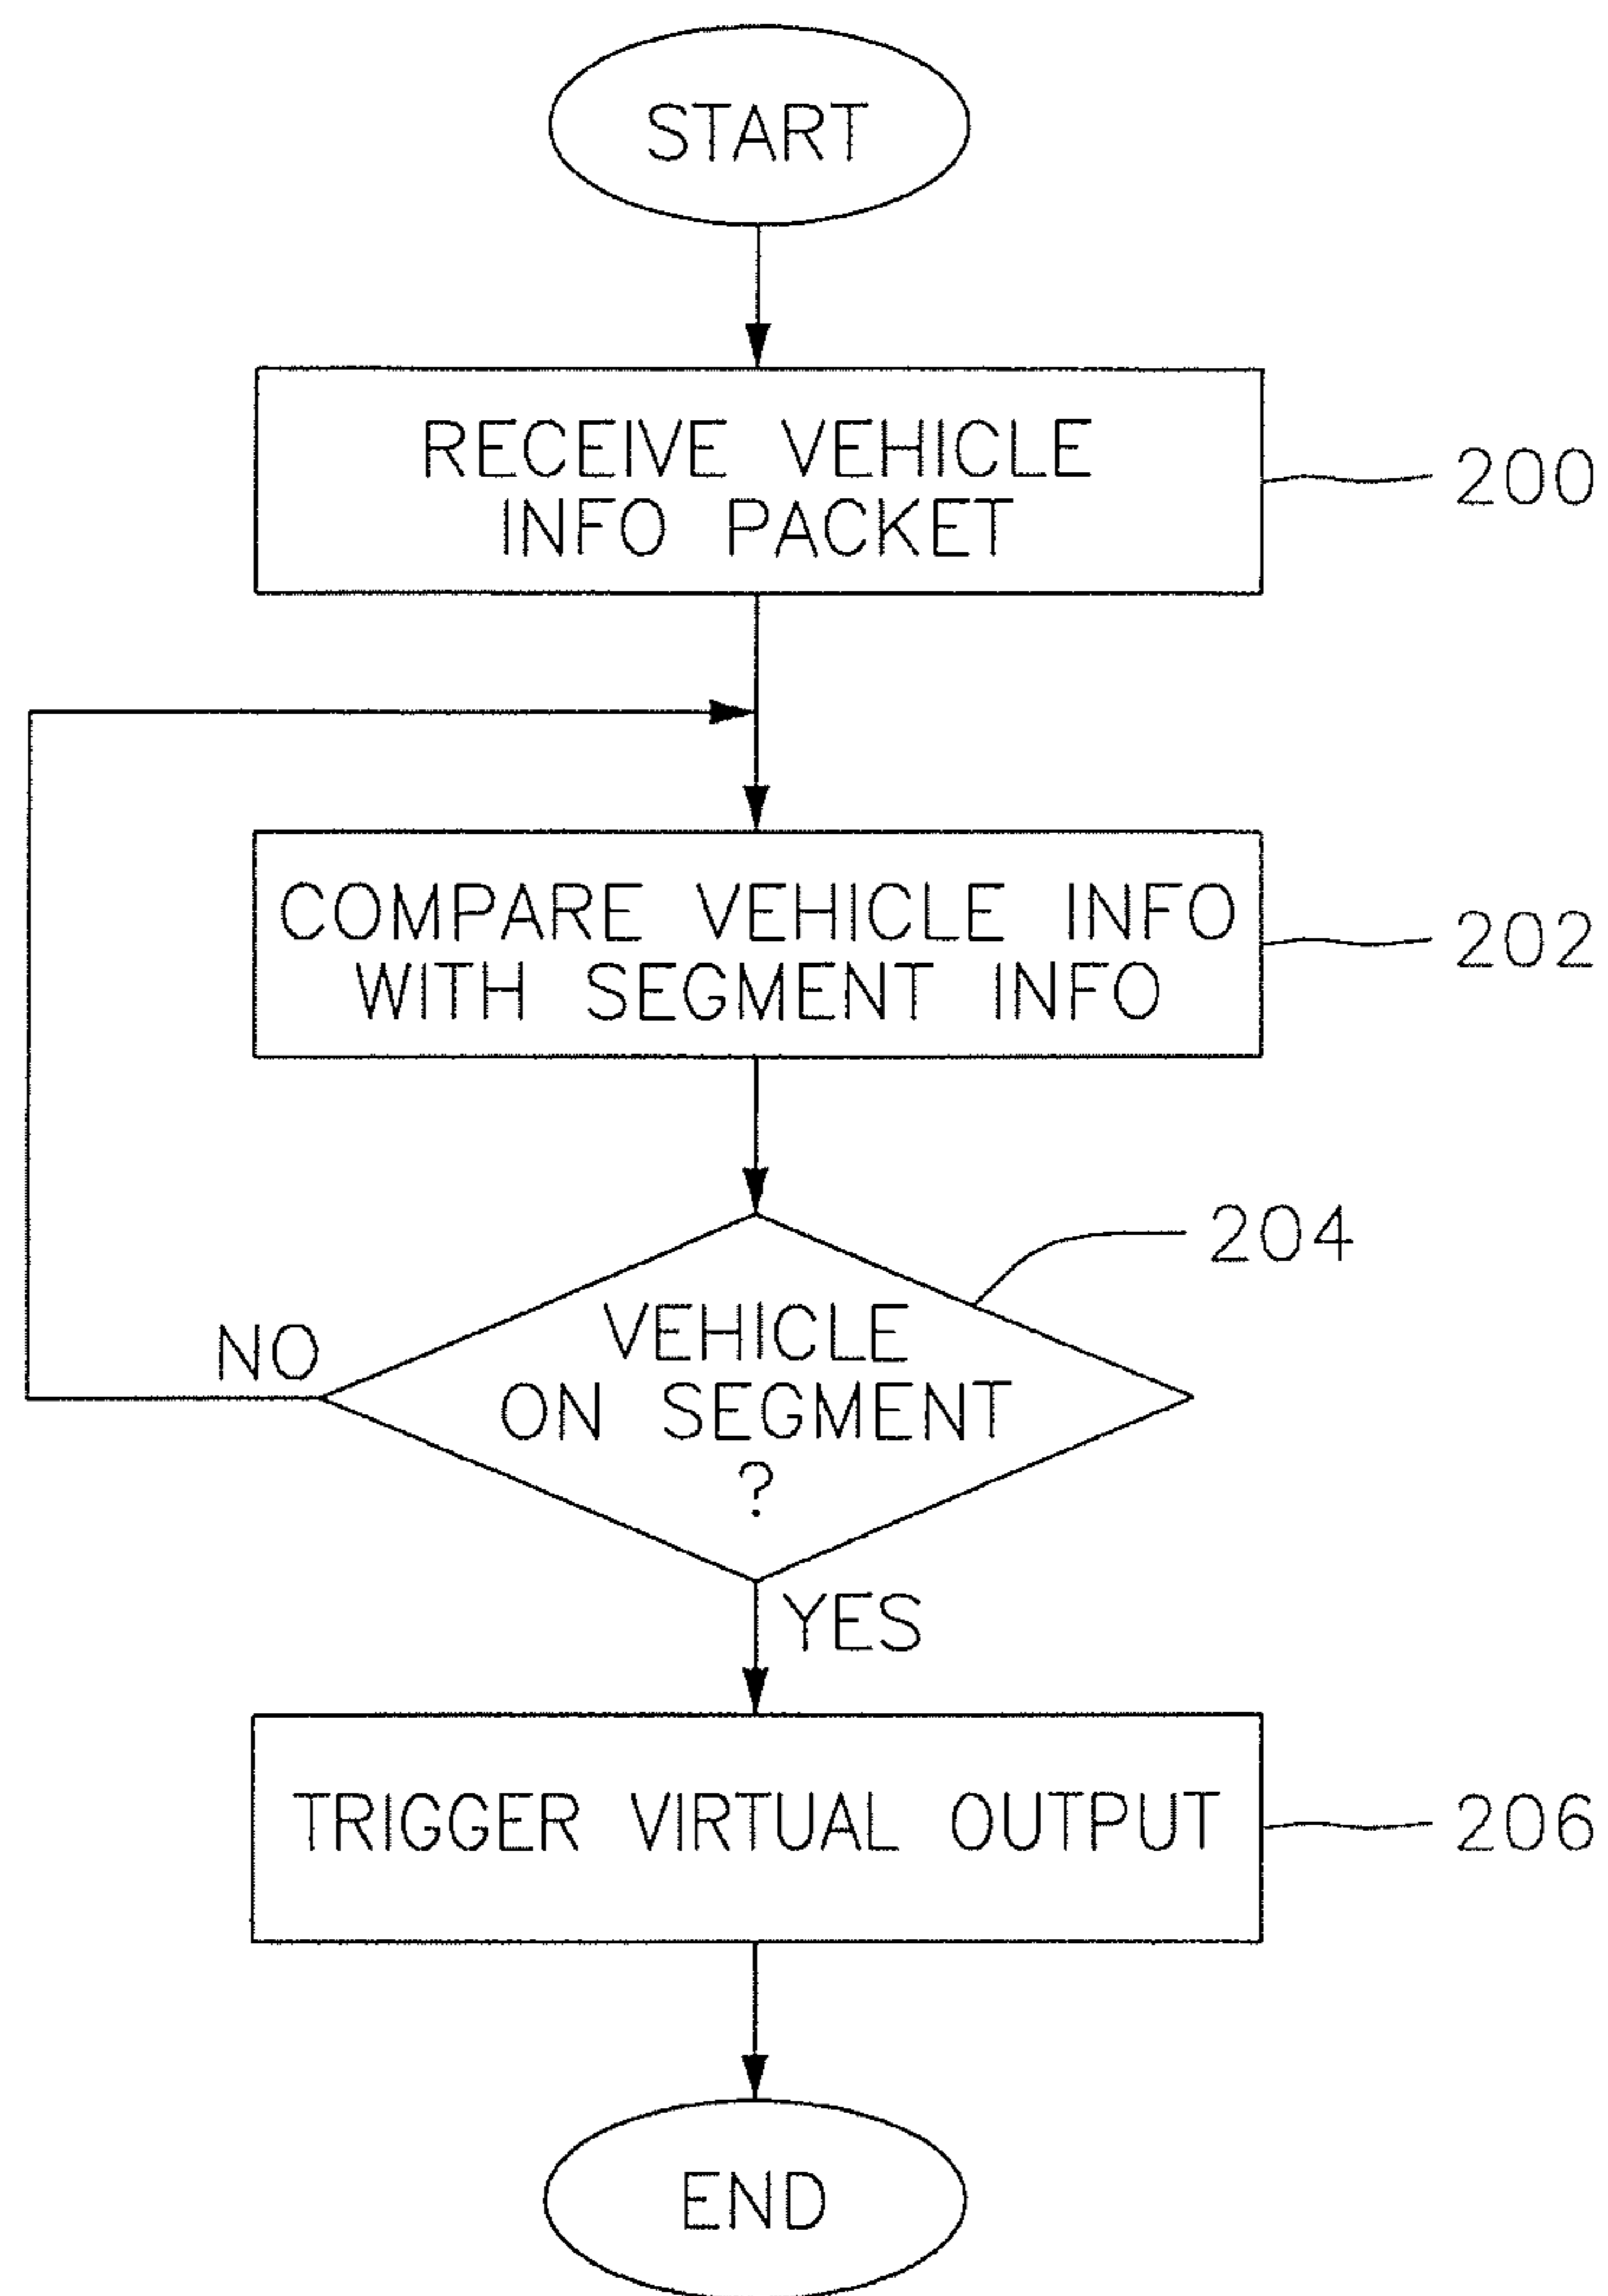 START
RECEIVE VEHICLE
INFO PACKET
200
COMPARE VEHICLE INFO
WITH SEGMENT INFO
202
204
VEHICLE
ON SEGMENT
?
NO
YES
TRIGGER VIRTUAL OUTPUT
206
END